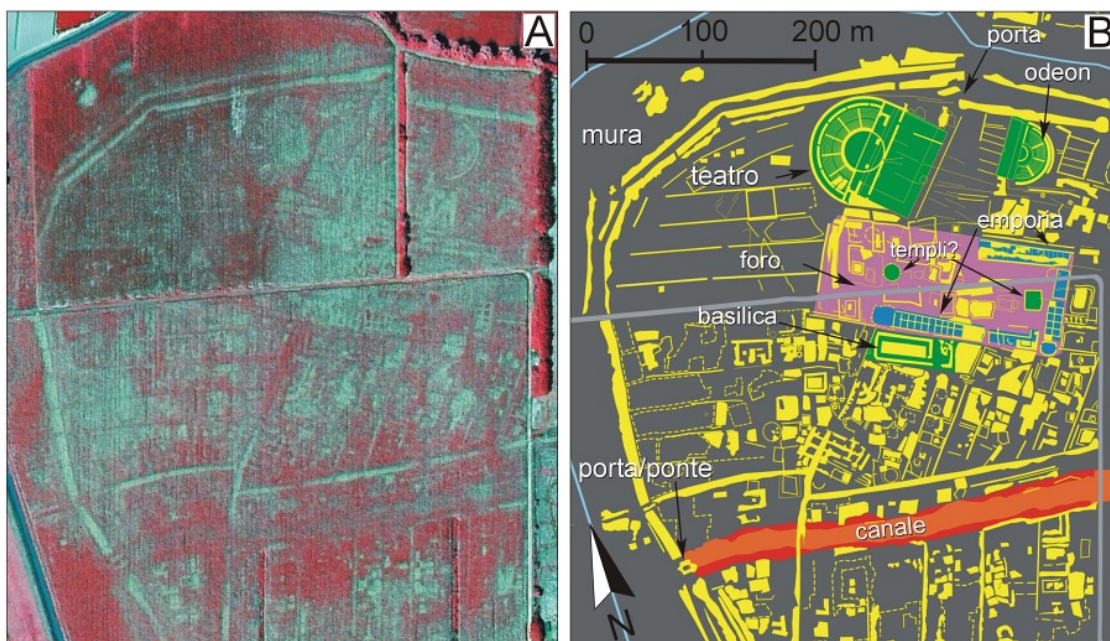 A
B
0 100 200 m
porta
odeon
mura
teatro
emporia
templi?
foro
basilica
porta/ponte
canale
N